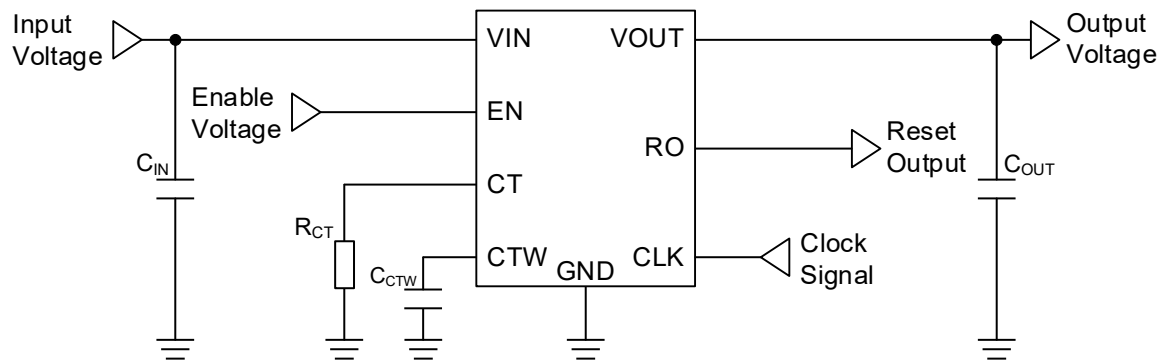 Input
Voltage
VIN
VOUT
Output
Voltage
Enable
Voltage
EN
RO
Reset
Output
CIN
COUT
CT
RCT
CTW
CCTW
GND
CLK
Clock
Signal